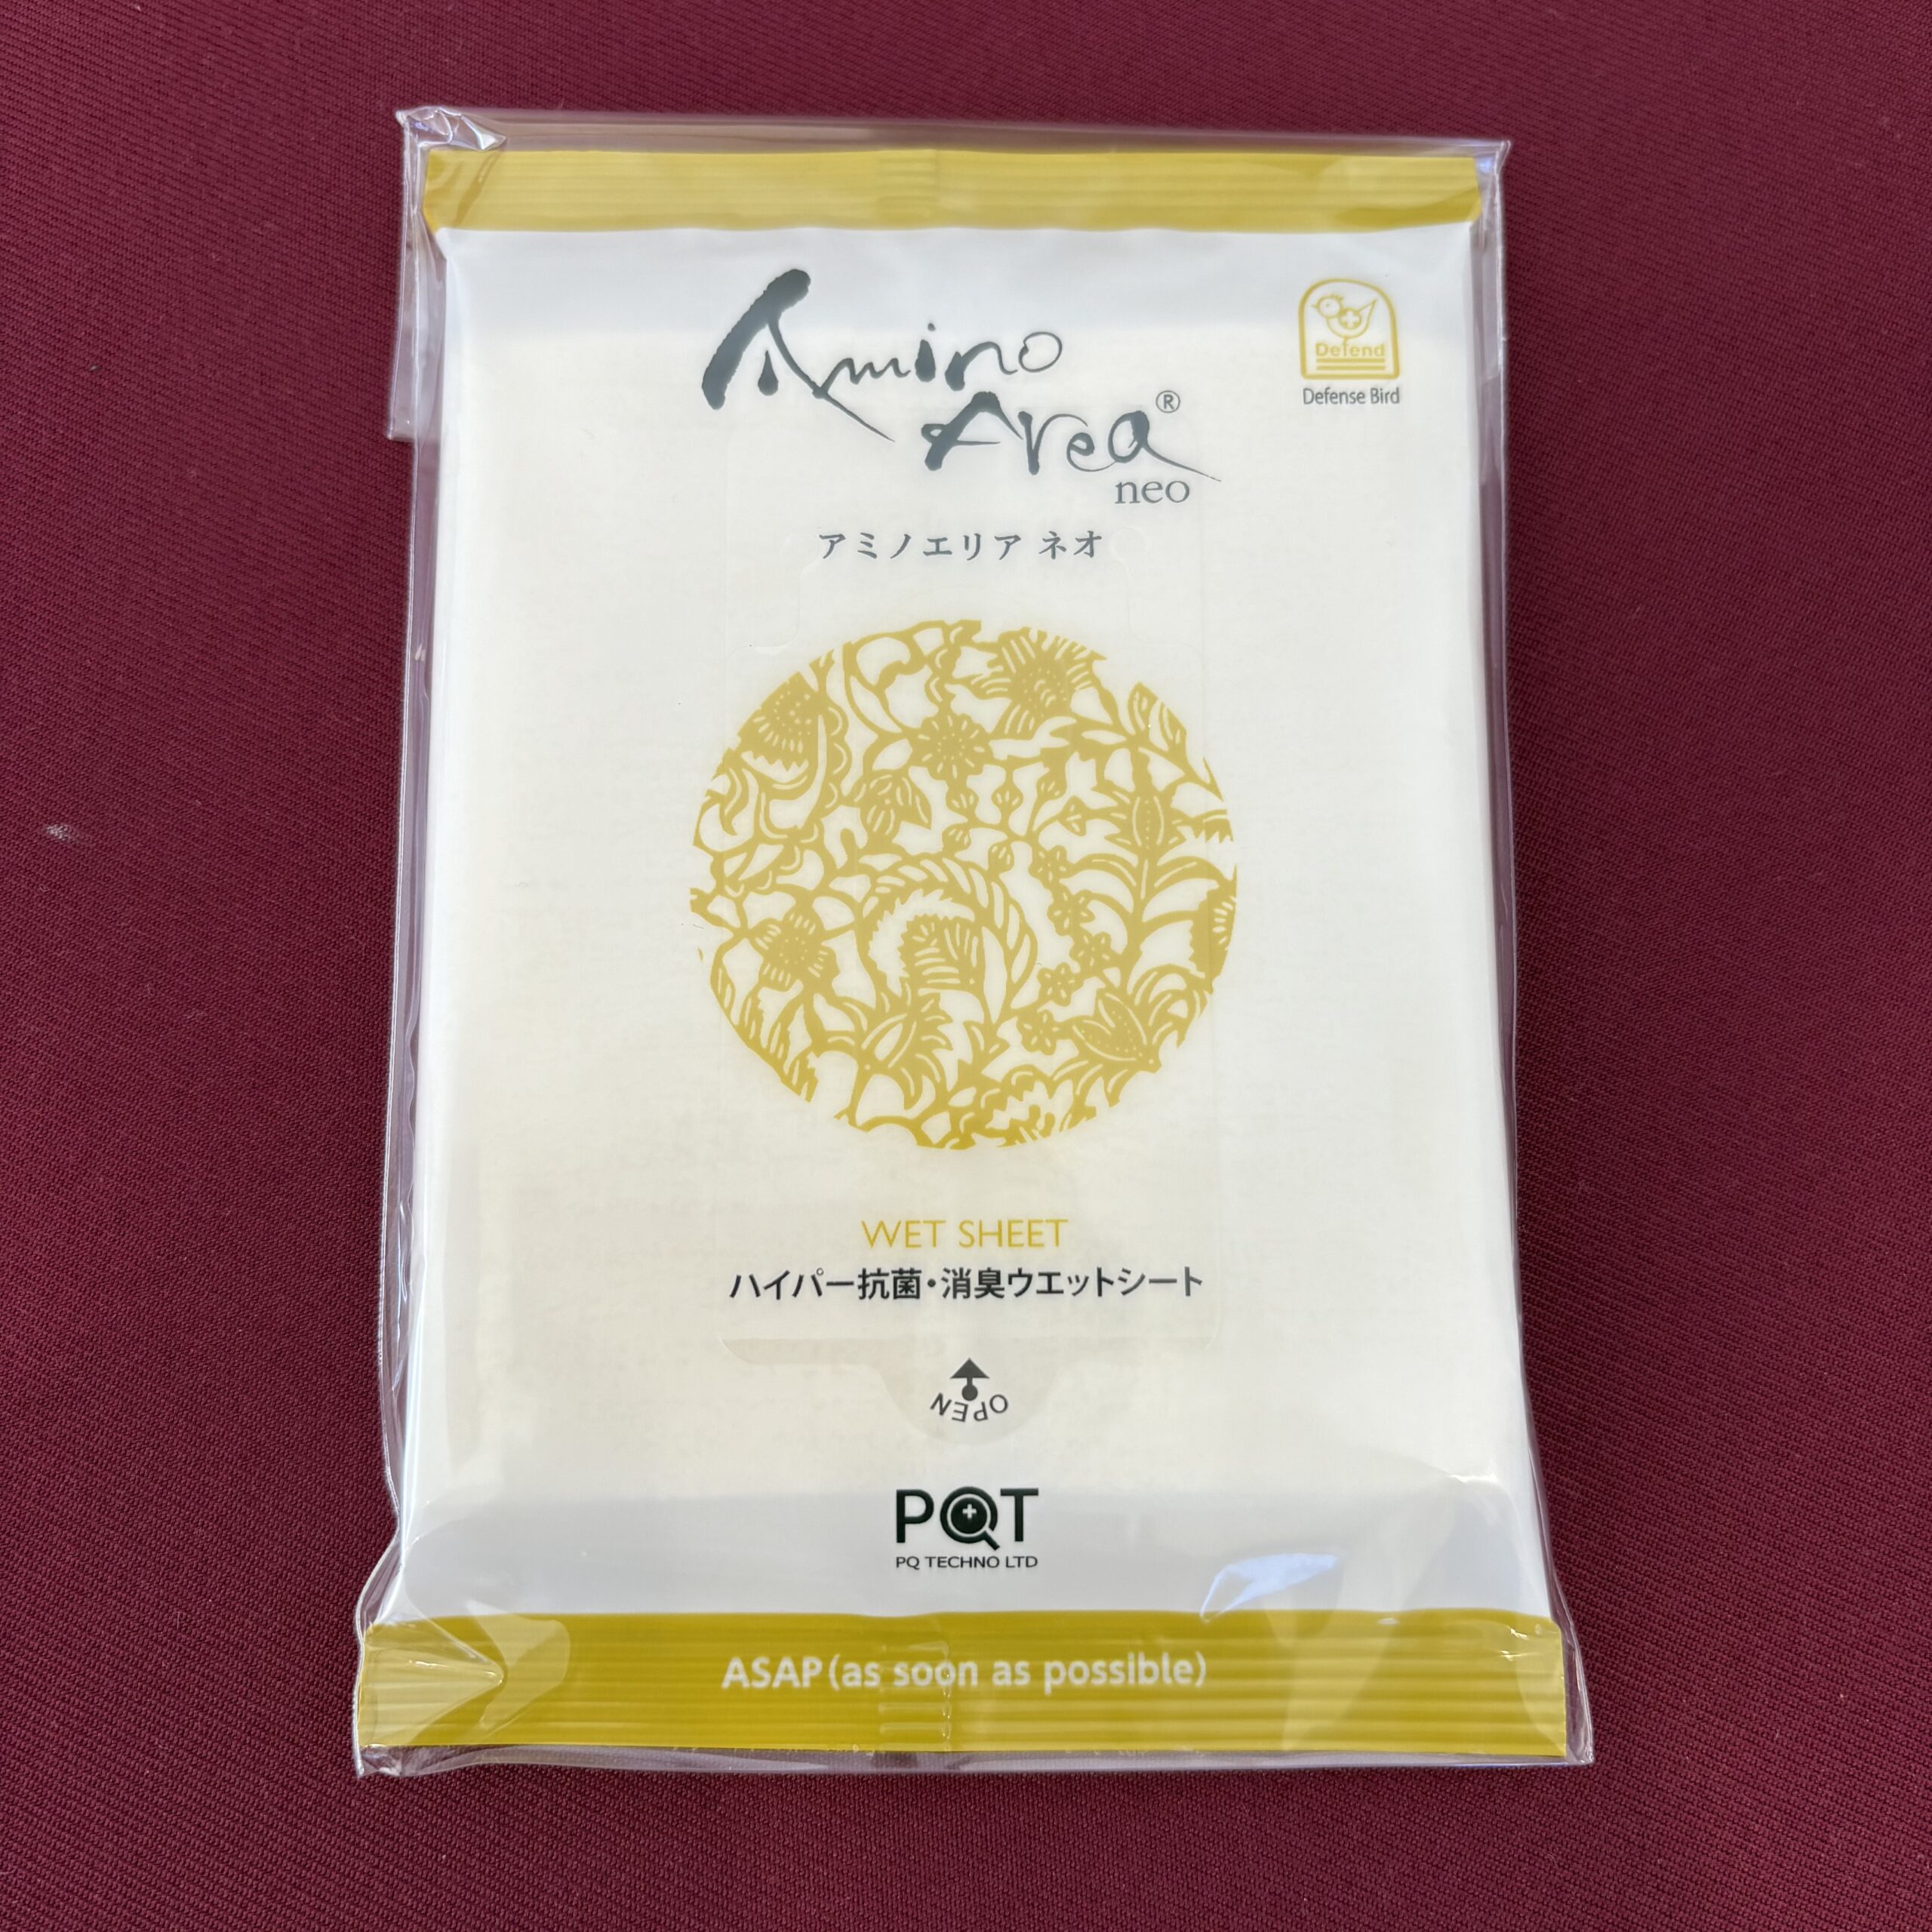 Amino
Area®
neo
Defend
Defense Bird
アミノエリア ネオ
WET SHEET
ハイパー抗菌・消臭ウエットシート
OPEN
PQT
PQ TECHNO LTD
ASAP(as soon as possible)